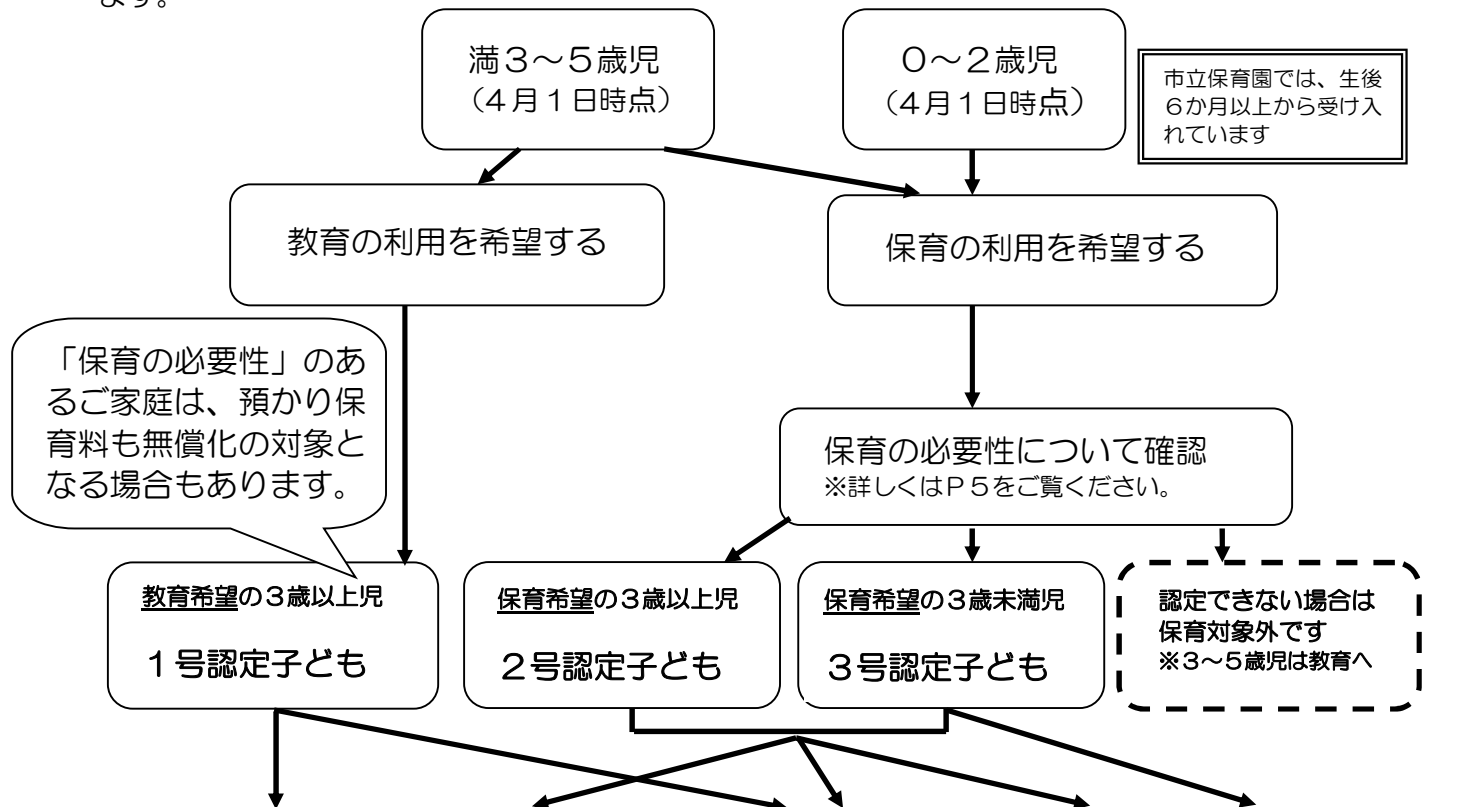 ます。
満３～５歳児
（４月１日時点）
０～２歳児
（４月１日時点）
市立保育園では、生後
６か月以上から受け入
れています
教育の利用を希望する
保育の利用を希望する
「保育の必要性」のあ
るご家庭は、預かり保
育料も無償化の対象と
なる場合もあります。
保育の必要性について確認
※詳しくはＰ５をご覧ください。
教育希望の３歳以上児
１号認定子ども
保育希望の３歳以上児
２号認定子ども
保育希望の３歳未満児
３号認定子ども
認定できない場合は
保育対象外です
※３～５歳児は教育へ